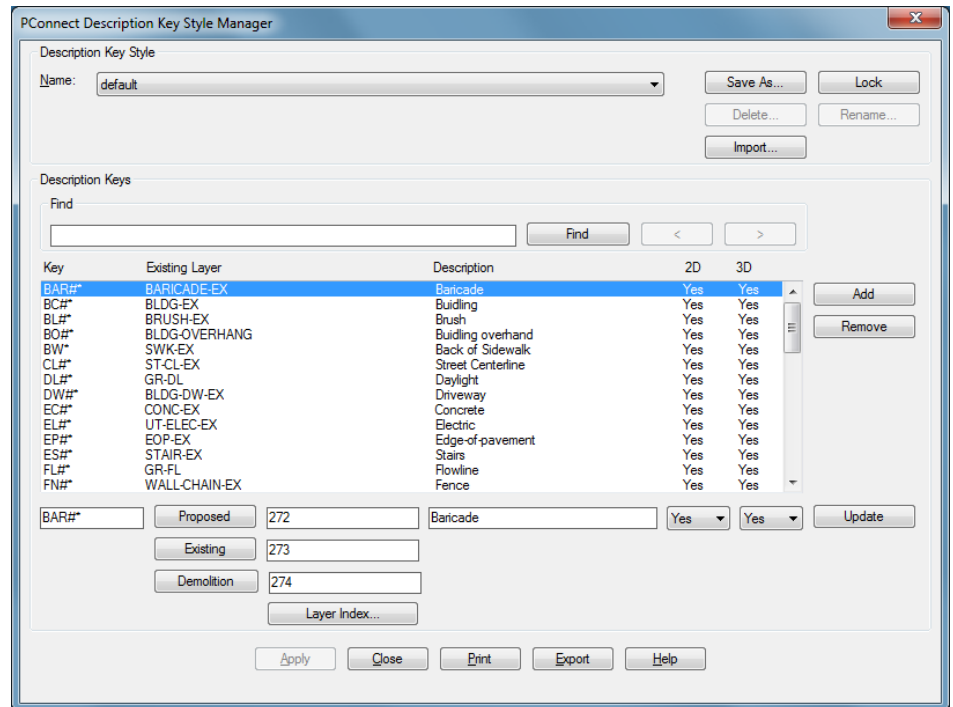 PConnect Description Key Style Manager
Description Key Style
Name: default Save As... Lock
Delete... Rename...
Import...
Description Keys
Find
Find < >
Key Existing Layer Description 2D 3D
BAR#* BARICADE-EX Baricade Yes Yes Add
BC#* BLDG-EX Buidling Yes Yes
BL#* BRUSH-EX Brush Yes Yes Remove
BO#* BLDG-OVERHANG Buidling overhand Yes Yes
BW* SWK-EX Back of Sidewalk Yes Yes
CL#* ST-CL-EX Street Centerline Yes Yes
DL#* GR-DL Daylight Yes Yes
DW#* BLDG-DW-EX Driveway Yes Yes
EC#* CONC-EX Concrete Yes Yes
EL#* UT-ELEC-EX Electric Yes Yes
EP#* EOP-EX Edge-of-pavement Yes Yes
ES#* STAIR-EX Stairs Yes Yes
FL#* GR-FL Flowline Yes Yes
FN#* WALL-CHAIN-EX Fence Yes Yes
BAR#* Proposed 272 Baricade Yes Yes Update
Existing 273
Demolition 274
Layer Index...
Apply Close Print Export Help